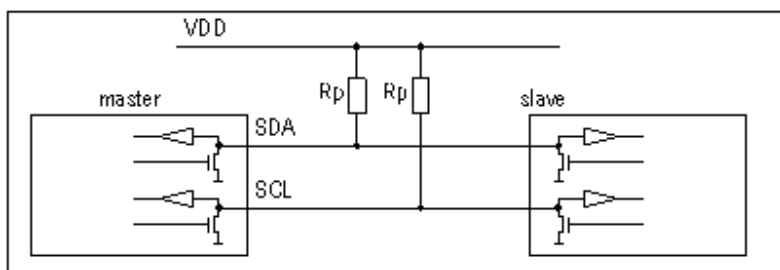 VDD
Rp Rp
master
slave
SDA
SCL